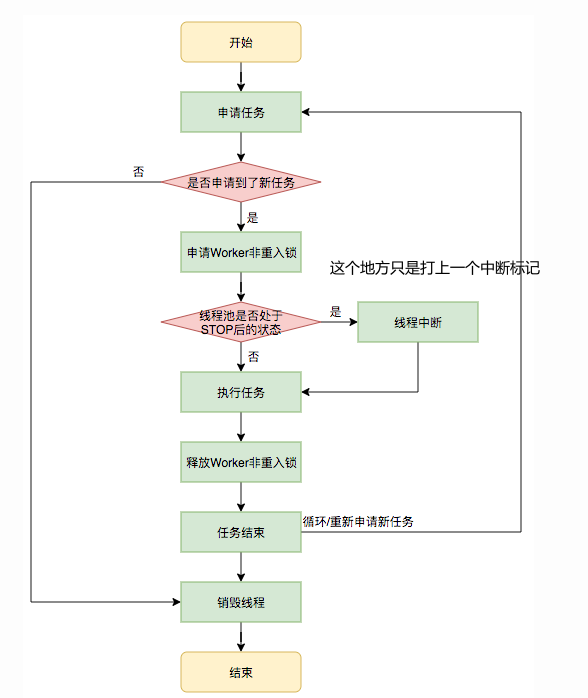 开始
申请任务
否
是否申请到了新任务
是
申请Worker非重入锁
这个地方只是打上一个中断标记
线程池是否处于
STOP后的状态
是
线程中断
否
执行任务
释放Worker非重入锁
任务结束
循环/重新申请新任务
销毁线程
结束